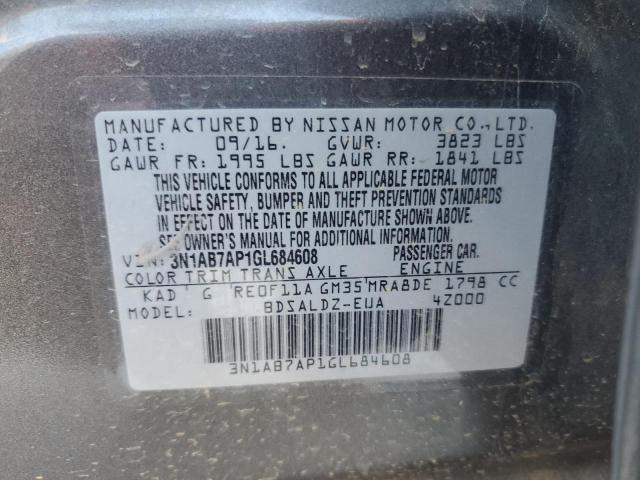 MANUFACTURED BY NISSAN MOTOR CO., LTD.
DATE: 09/16. GVWR: 3823 LBS
GAWR FR: 1995 LBS GAWR RR: 1841 LBS
THIS VEHICLE CONFORMS TO ALL APPLICABLE FEDERAL MOTOR
VEHICLE SAFETY, BUMPER AND THEFT PREVENTION STANDARDS
IN EFFECT ON THE DATE OF MANUFACTURE SHOWN ABOVE.
SEE OWNER'S MANUAL FOR ADDITIONAL INFORMATION.
VIN: 3N1AB7AP1GL684608 PASSENGER CAR.
COLOR TRIM TRANS AXLE ENGINE
KAD G RE0F11A GM35 MRA8DE 1798 CC
MODEL: BDSALDZ-EUA 4Z000
3N1AB7AP1GL684608